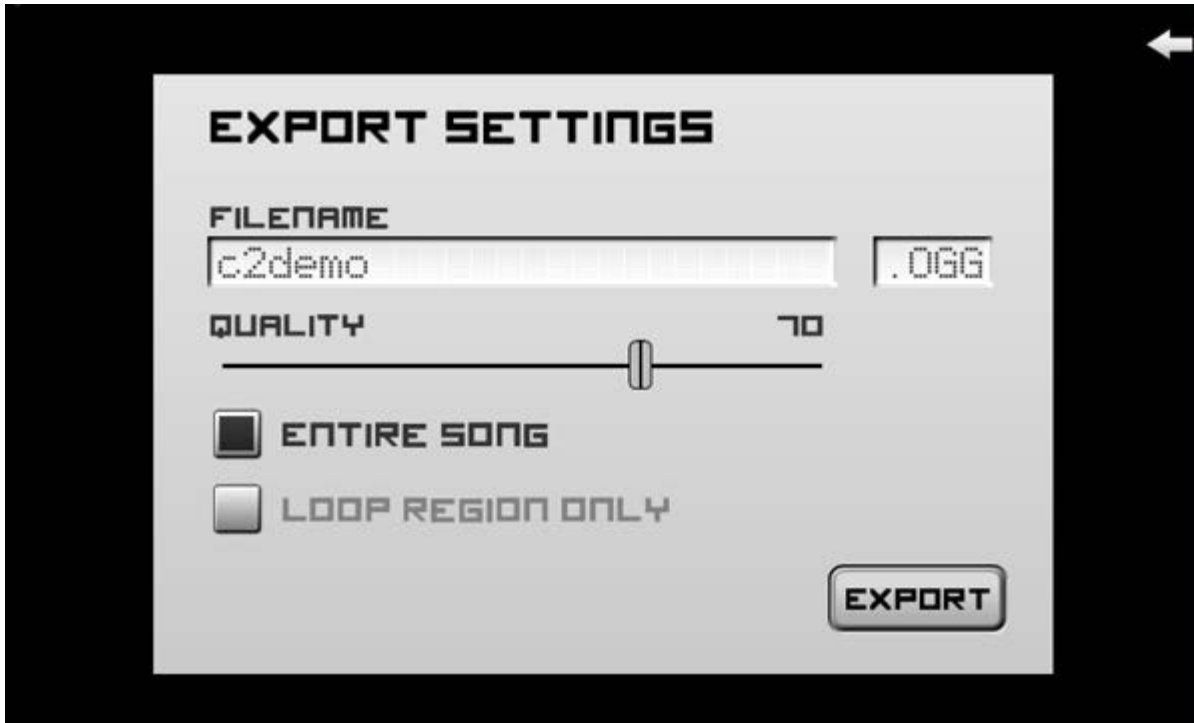 EXPORT SETTINGS
FILENAME
c2demo .OGG
QUALITY 70
ENTIRE SONG
LOOP REGION ONLY
EXPORT